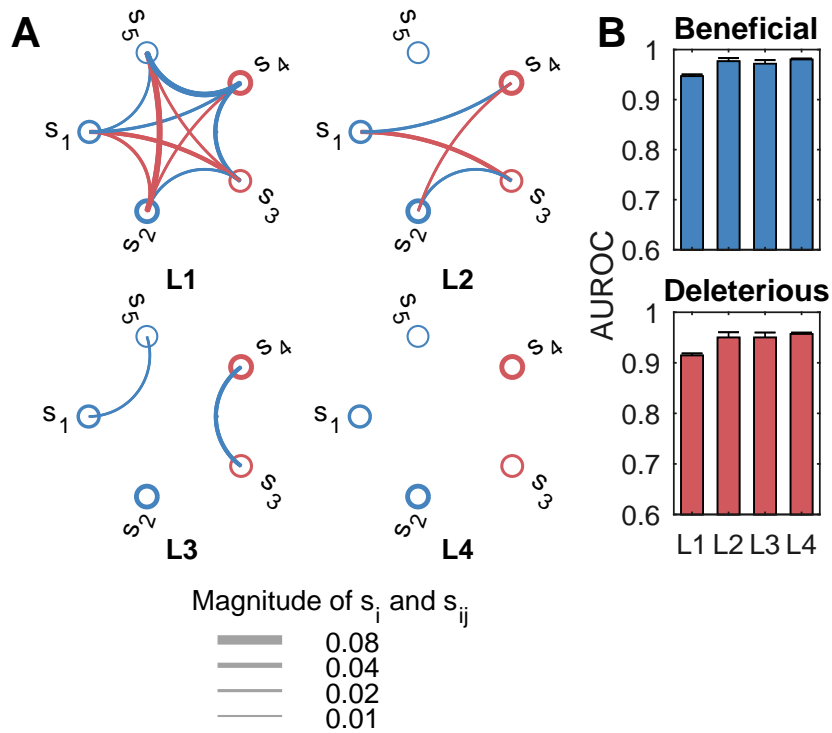 A
s5
s4
s1
s3
s2
L1
s5
s4
s1
s3
s2
L2
s5
s4
s1
s3
s2
L3
s5
s4
s1
s3
s2
L4
Magnitude of si and sij
0.08
0.04
0.02
0.01
B
Beneficial
1
0.9
0.8
0.7
0.6
AUROC
Deleterious
1
0.9
0.8
0.7
0.6
L1 L2 L3 L4